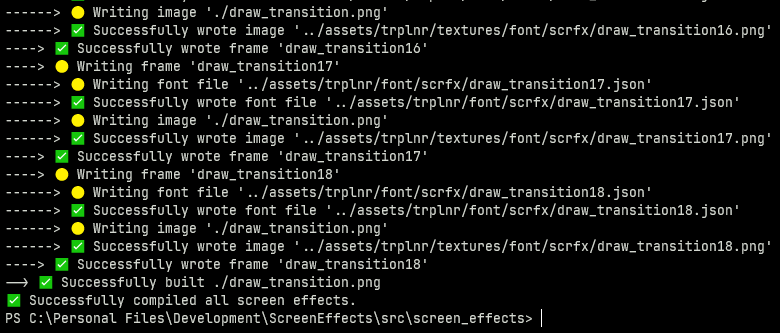 ------> 🟡 Writing image './draw_transition.png'
------> ✅ Successfully wrote image '../assets/trplnr/textures/font/scrfx/draw_transition16.png'
----> ✅ Successfully wrote frame 'draw_transition16'
----> 🟡 Writing frame 'draw_transition17'
------> 🟡 Writing font file '../assets/trplnr/font/scrfx/draw_transition17.json'
------> ✅ Successfully wrote font file '../assets/trplnr/font/scrfx/draw_transition17.json'
------> 🟡 Writing image './draw_transition.png'
------> ✅ Successfully wrote image '../assets/trplnr/textures/font/scrfx/draw_transition17.png'
----> ✅ Successfully wrote frame 'draw_transition17'
----> 🟡 Writing frame 'draw_transition18'
------> 🟡 Writing font file '../assets/trplnr/font/scrfx/draw_transition18.json'
------> ✅ Successfully wrote font file '../assets/trplnr/font/scrfx/draw_transition18.json'
------> 🟡 Writing image './draw_transition.png'
------> ✅ Successfully wrote image '../assets/trplnr/textures/font/scrfx/draw_transition18.png'
----> ✅ Successfully wrote frame 'draw_transition18'
--> ✅ Successfully built ./draw_transition.png
✅ Successfully compiled all screen effects.
PS C:\Personal Files\Development\ScreenEffects\src\screen_effects>